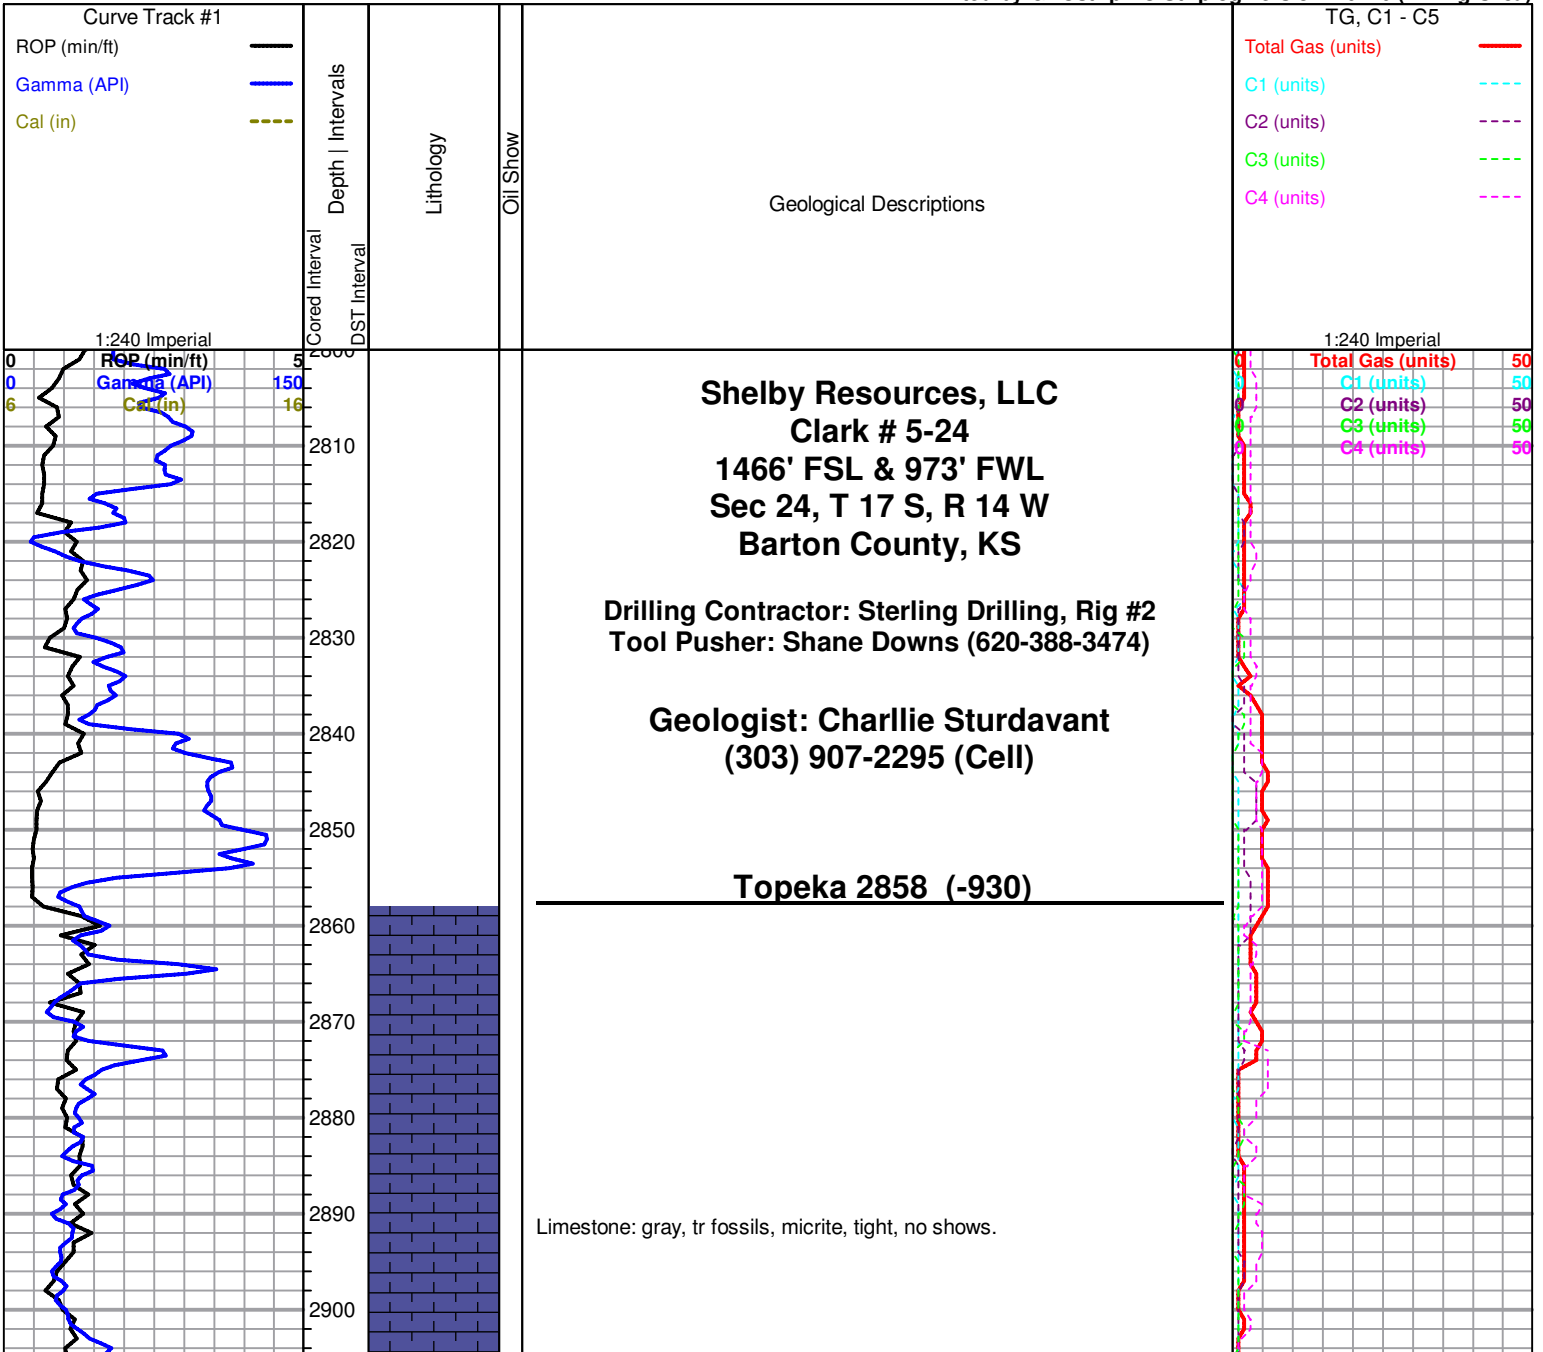 Curve Track #1
ROP (min/ft)
Gamma (API)
Cal (in)
1:240 Imperial
0 ROP (min/ft) 5
0 Gamma (API) 150
6 Cal (in) 16
Cored Interval
Depth | Intervals
DST Interval
Lithology
Oil Show
Geological Descriptions
TG, C1 - C5
Total Gas (units)
C1 (units)
C2 (units)
C3 (units)
C4 (units)
1:240 Imperial
0 Total Gas (units) 50
0 C1 (units) 50
0 C2 (units) 50
0 C3 (units) 50
0 C4 (units) 50
2800
2810
2820
2830
2840
2850
2860
2870
2880
2890
2900
Shelby Resources, LLC
Clark # 5-24
1466' FSL & 973' FWL
Sec 24, T 17 S, R 14 W
Barton County, KS
Drilling Contractor: Sterling Drilling, Rig #2
Tool Pusher: Shane Downs (620-388-3474)
Geologist: Charllie Sturdavant
(303) 907-2295 (Cell)
Topeka 2858 (-930)
Limestone: gray, tr fossils, micrite, tight, no shows.